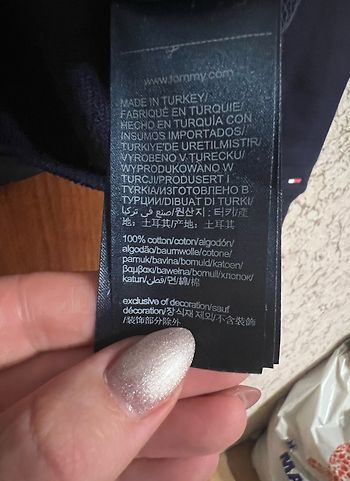 www.tommy.com
MADE IN TURKEY/
FABRIQUÉ EN TURQUIE/
HECHO EN TURQUÍA CON
INSUMOS IMPORTADOS/
TÜRKIYE'DE ÜRETILMISTIR/
VYROBENO V TURECKU/
WYPRODUKOWANO W
TURCJI/PRODUSERT I
TYRKIA/ИЗГОТОВЛЕНО В
ТУРЦИИ/DIBUAT DI TURKI/
صنع في تركيا/원산지 : 터키/产
地：土耳其/产地：土耳其
100% cotton/coton/algodón/
algodão/baumwolle/cotone/
pamuk/bavlna/bomuld/katoen/
βαμβακι/bawełna/bomull/хлопок/
katun/قطن/면/綿/棉
exclusive of decoration/sauf
décoration/장식재 제외/不含裝飾
/装饰部分除外